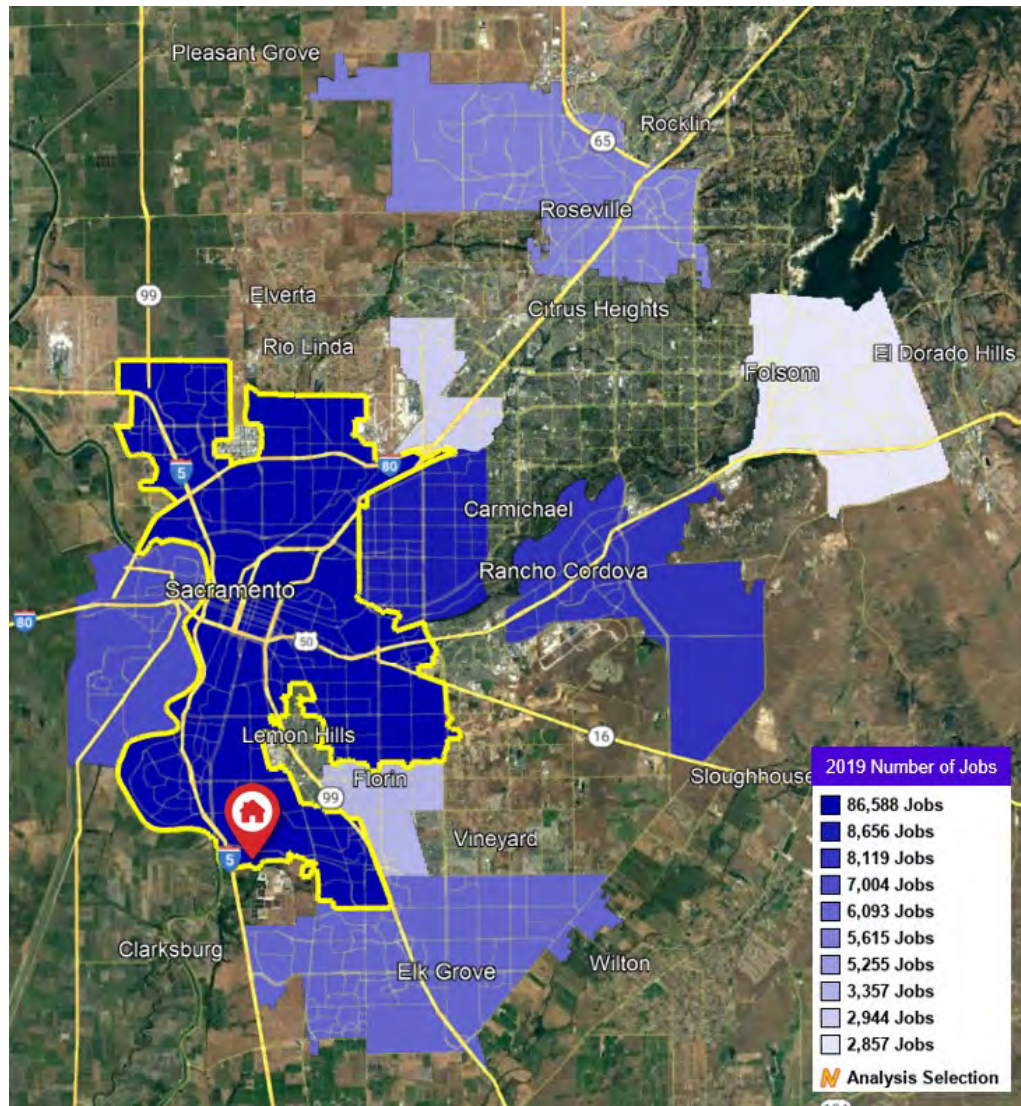 Pleasant Grove
Rocklin
65
Roseville
99
Elverta
Citrus Heights
Rio Linda
El Dorado Hills
Folsom
80
5
Carmichael
Rancho Cordova
Sacramento
80
50
Lemon Hills
16
Florin
Sloughhouse
99
Vineyard
5
Clarksburg
Wilton
Elk Grove
2019 Number of Jobs
86,588 Jobs
8,656 Jobs
8,119 Jobs
7,004 Jobs
6,093 Jobs
5,615 Jobs
5,255 Jobs
3,357 Jobs
2,944 Jobs
2,857 Jobs
Analysis Selection